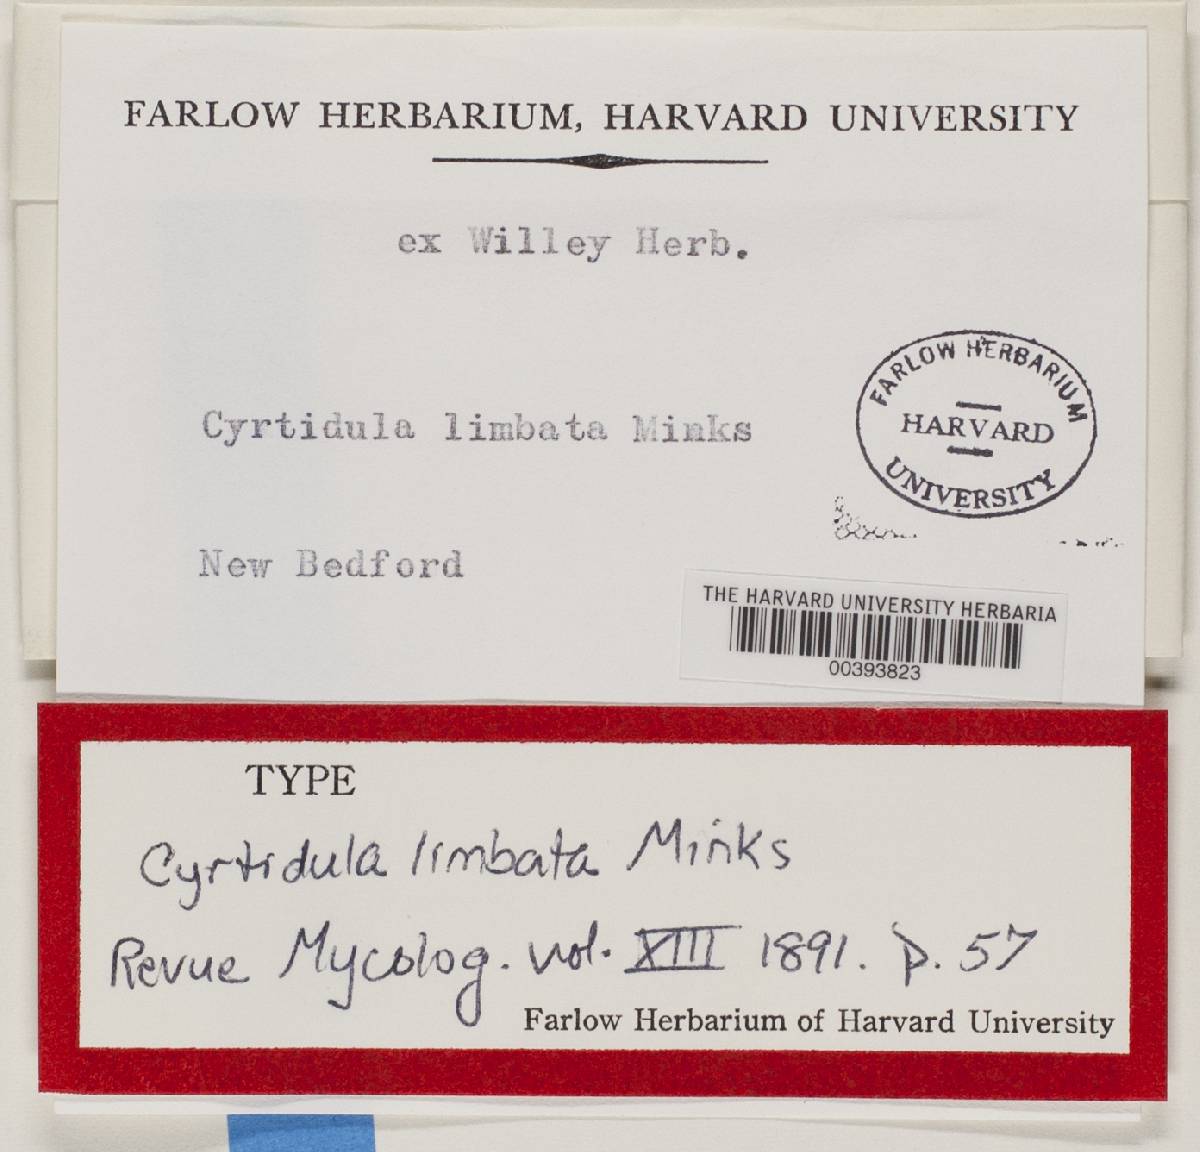 FARLOW HERBARIUM, HARVARD UNIVERSITY
ex Willey Herb.
Cyrtidula limbata Minks
New Bedford
FARLOW HERBARIUM
HARVARD
UNIVERSITY
THE HARVARD UNIVERSITY HERBARIA
00393823
TYPE
Cyrtidula limbata Minks
Revue Mycolog. vol. XIII 1891. p. 57
Farlow Herbarium of Harvard University